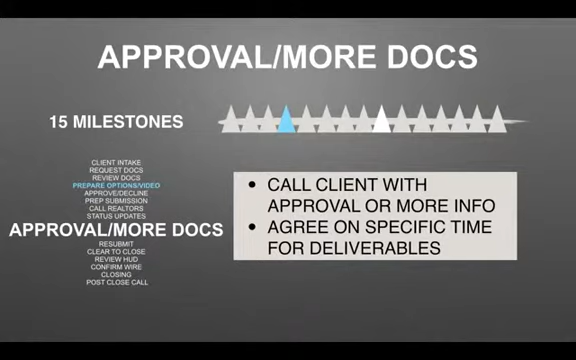 APPROVAL/MORE DOCS
15 MILESTONES
CLIENT INTAKE
REQUEST DOCS
REVIEW DOCS
PREPARE OPTIONS/VIDEO
APPROVE/DECLINE
PREP SUBMISSION
CALL REALTORS
STATUS UPDATES
APPROVAL/MORE DOCS
RESUBMIT
CLEAR TO CLOSE
REVIEW HUD
CONFIRM WIRE
CLOSING
POST CLOSE CALL
• CALL CLIENT WITH
APPROVAL OR MORE INFO
• AGREE ON SPECIFIC TIME
FOR DELIVERABLES